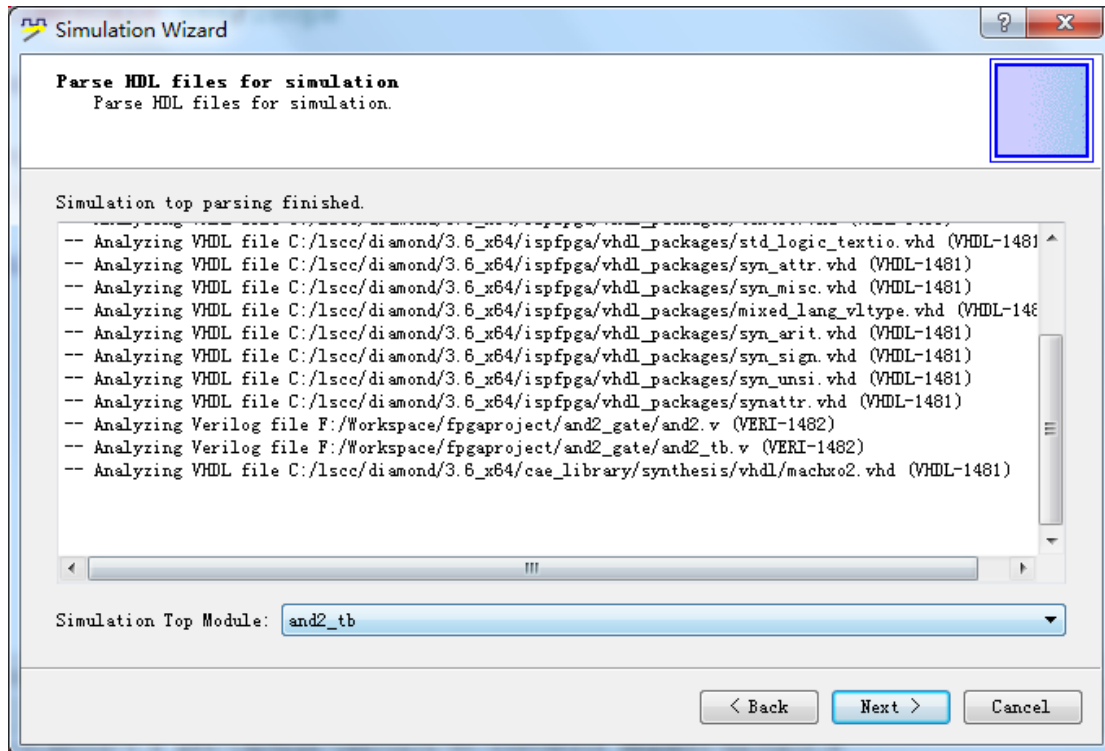 Simulation Wizard
Parse HDL files for simulation
Parse HDL files for simulation.
Simulation top parsing finished.
-- Analyzing VHDL file C:/lscc/diamond/3.6_x64/ispfpga/vhdl_packages/std_logic_textio.vhd (VHDL-1481
-- Analyzing VHDL file C:/lscc/diamond/3.6_x64/ispfpga/vhdl_packages/syn_attr.vhd (VHDL-1481)
-- Analyzing VHDL file C:/lscc/diamond/3.6_x64/ispfpga/vhdl_packages/syn_misc.vhd (VHDL-1481)
-- Analyzing VHDL file C:/lscc/diamond/3.6_x64/ispfpga/vhdl_packages/mixed_lang_vltype.vhd (VHDL-148
-- Analyzing VHDL file C:/lscc/diamond/3.6_x64/ispfpga/vhdl_packages/syn_arit.vhd (VHDL-1481)
-- Analyzing VHDL file C:/lscc/diamond/3.6_x64/ispfpga/vhdl_packages/syn_sign.vhd (VHDL-1481)
-- Analyzing VHDL file C:/lscc/diamond/3.6_x64/ispfpga/vhdl_packages/syn_unsi.vhd (VHDL-1481)
-- Analyzing VHDL file C:/lscc/diamond/3.6_x64/ispfpga/vhdl_packages/synattr.vhd (VHDL-1481)
-- Analyzing Verilog file F:/Workspace/fpgaproject/and2_gate/and2.v (VERI-1482)
-- Analyzing Verilog file F:/Workspace/fpgaproject/and2_gate/and2_tb.v (VERI-1482)
-- Analyzing VHDL file C:/lscc/diamond/3.6_x64/cae_library/synthesis/vhdl/machxo2.vhd (VHDL-1481)
Simulation Top Module: and2_tb
< Back Next > Cancel